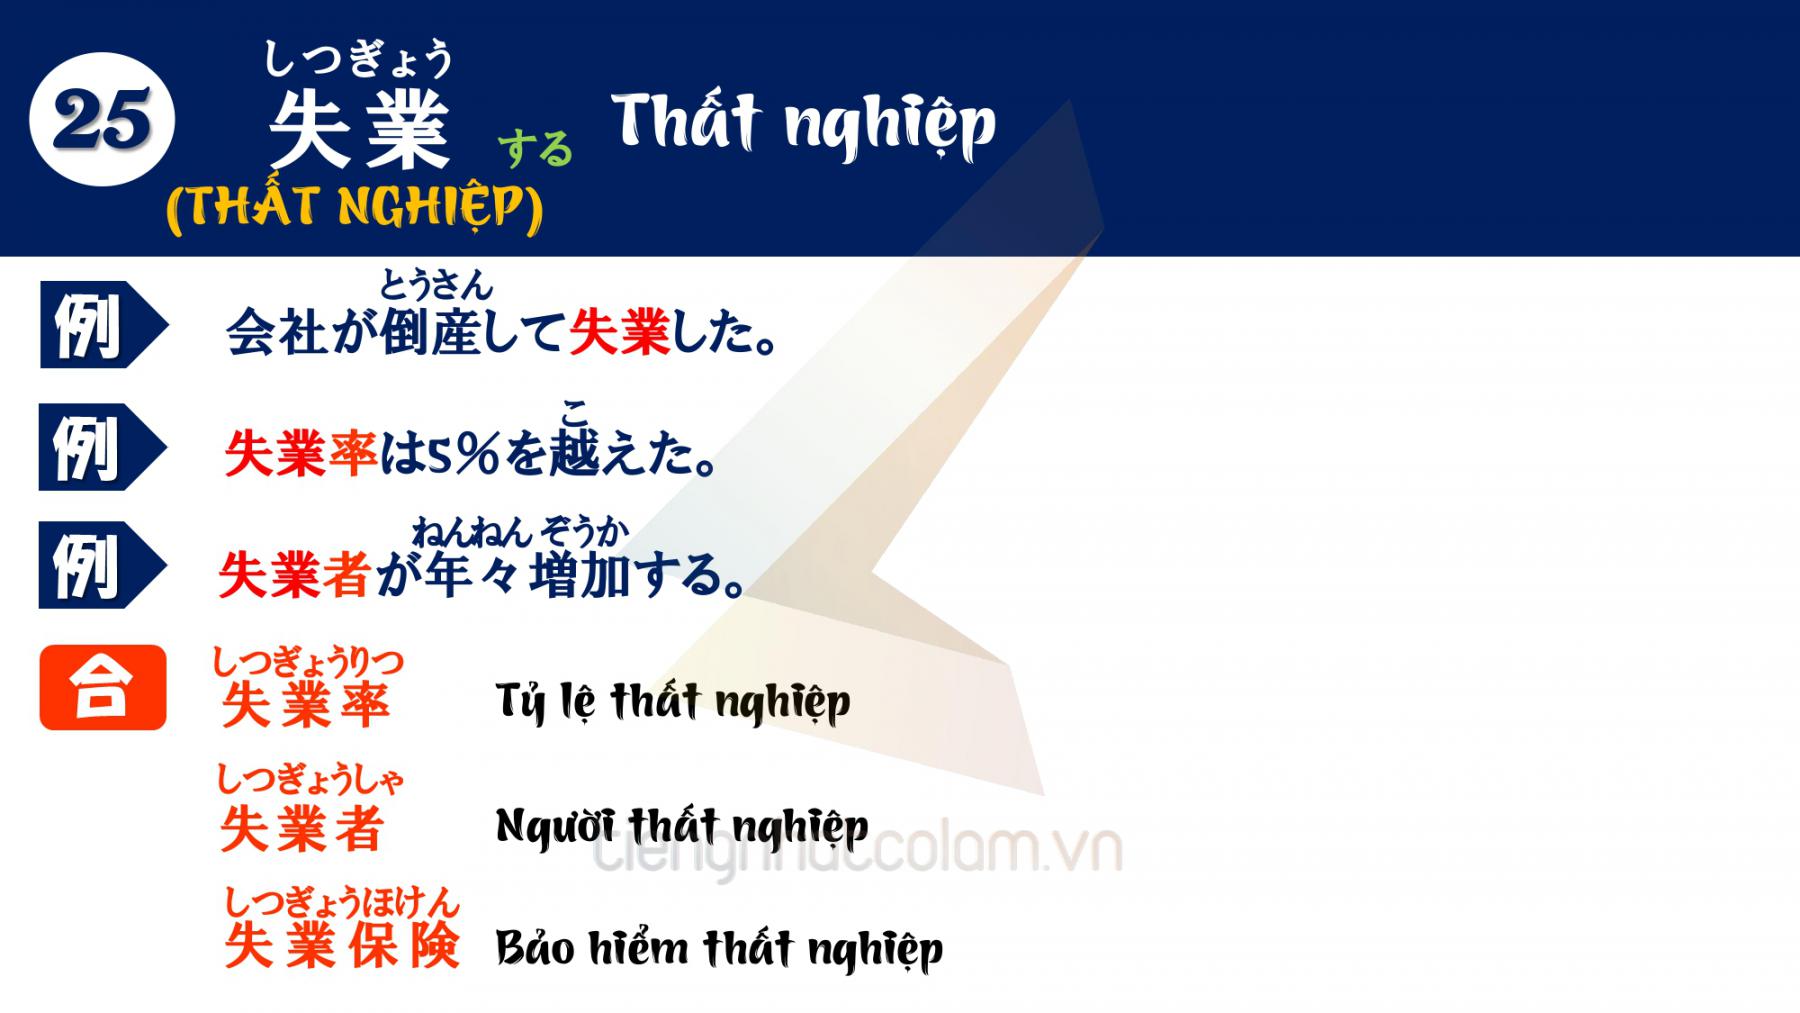 25
しつぎょう
失業 する Thất nghiệp
(THẤT NGHIỆP)
とうさん
例 会社が倒産して失業した。
こ
例 失業率は5%を越えた。
ねんねん ぞうか
例 失業者が年々増加する。
しつぎょうりつ
合 失業率 Tỷ lệ thất nghiệp
しつぎょうしゃ
失業者 Người thất nghiệp
tiengnhatcolam.vn
しつぎょうほけん
失業保険 Bảo hiểm thất nghiệp